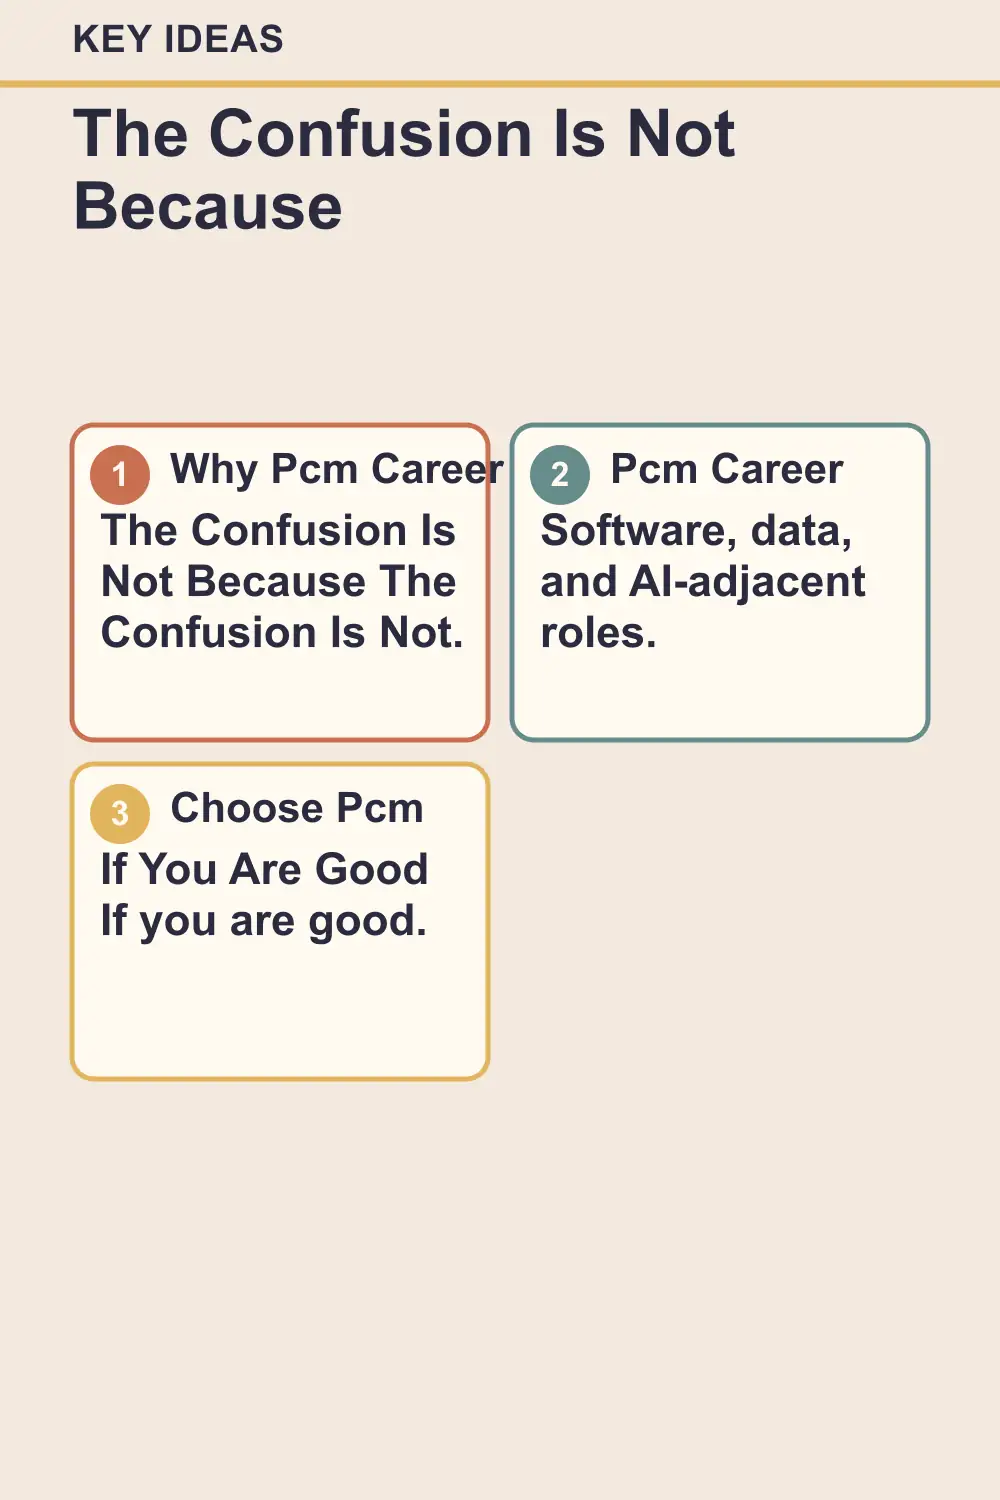 KEY IDEAS
The Confusion Is Not
Because
1
Why Pcm Career
The Confusion Is
Not Because The
Confusion Is Not.
2
Pcm Career
Software, data,
and AI-adjacent
roles.
3
Choose Pcm
If You Are Good
If you are good.